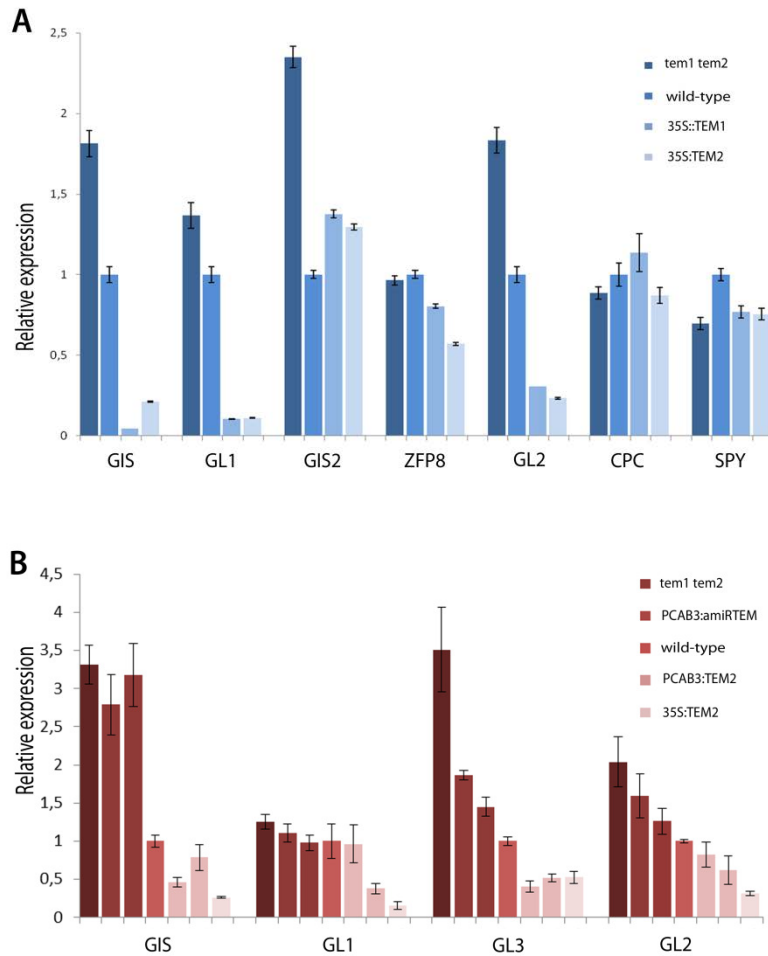 A
2,5
2
1,5
1
0,5
0
Relative expression
tem1 tem2
wild-type
35S::TEM1
35S:TEM2
GIS GL1 GIS2 ZFP8 GL2 CPC SPY
B
4,5
4
3,5
3
2,5
2
1,5
1
0,5
0
Relative expression
tem1 tem2
PCAB3:amiRTEM
wild-type
PCAB3:TEM2
35S:TEM2
GIS GL1 GL3 GL2